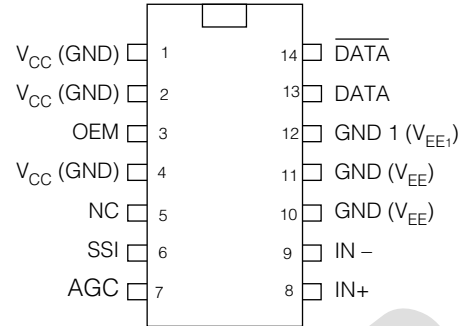 V_CC (GND) 1 14 D̅A̅T̅A̅
V_CC (GND) 2 13 DATA
OEM 3 12 GND 1 (V_EE1)
V_CC (GND) 4 11 GND (V_EE)
NC 5 10 GND (V_EE)
SSI 6 9 IN –
AGC 7 8 IN+